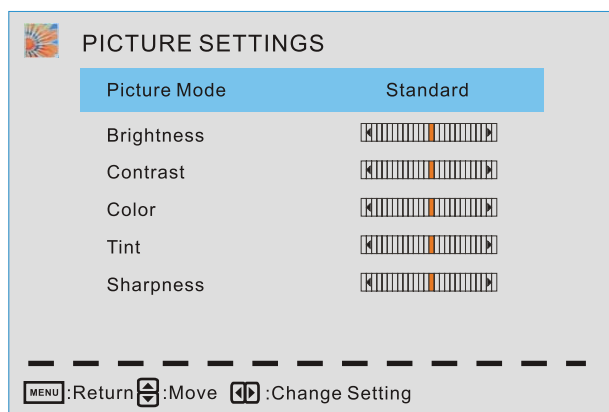 PICTURE SETTINGS
Picture Mode Standard
Brightness
Contrast
Color
Tint
Sharpness
MENU :Return :Move :Change Setting